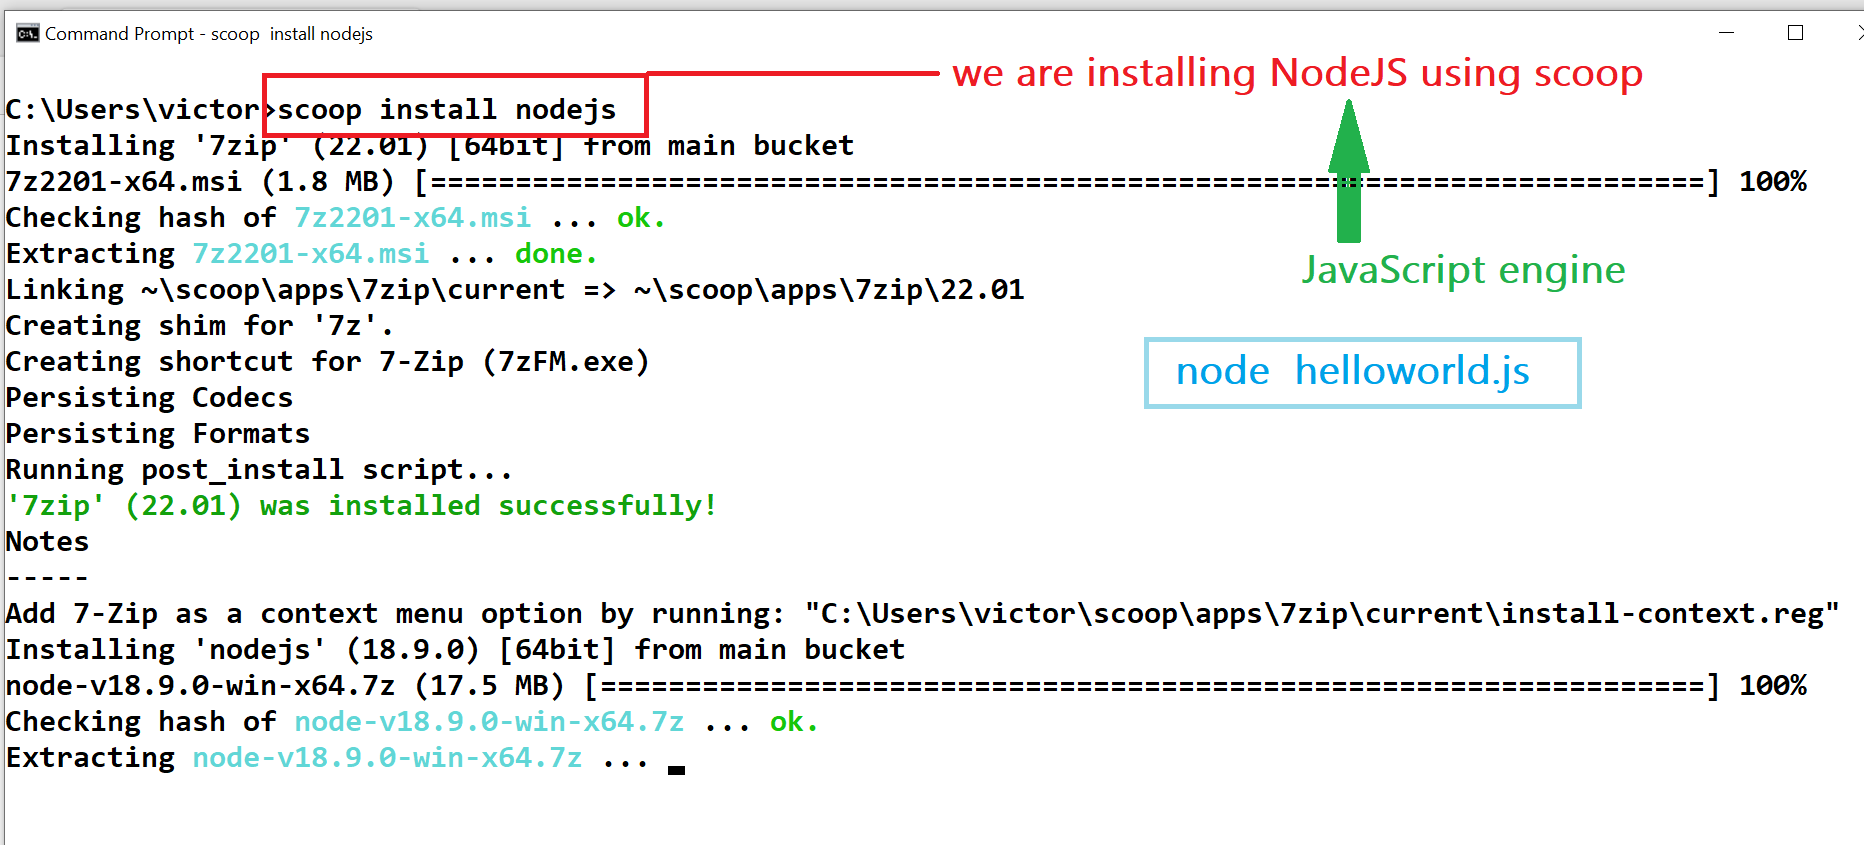 Command Prompt - scoop  install nodejs
we are installing NodeJS using scoop
C:\Users\victor>scoop install nodejs
Installing '7zip' (22.01) [64bit] from main bucket
7z2201-x64.msi (1.8 MB) [===========================================================================] 100%
Checking hash of 7z2201-x64.msi ... ok.
Extracting 7z2201-x64.msi ... done.
JavaScript engine
Linking ~\scoop\apps\7zip\current => ~\scoop\apps\7zip\22.01
Creating shim for '7z'.
Creating shortcut for 7-Zip (7zFM.exe)
node  helloworld.js
Persisting Codecs
Persisting Formats
Running post_install script...
'7zip' (22.01) was installed successfully!
Notes
-----
Add 7-Zip as a context menu option by running: "C:\Users\victor\scoop\apps\7zip\current\install-context.reg"
Installing 'nodejs' (18.9.0) [64bit] from main bucket
node-v18.9.0-win-x64.7z (17.5 MB) [=================================================================] 100%
Checking hash of node-v18.9.0-win-x64.7z ... ok.
Extracting node-v18.9.0-win-x64.7z ...